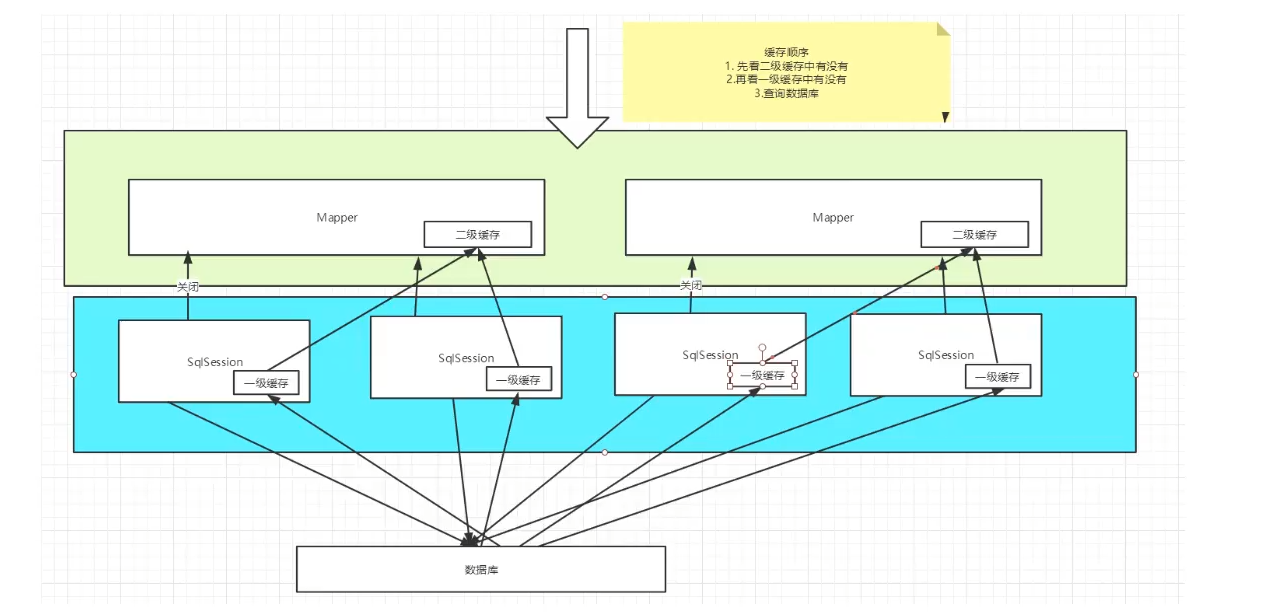 缓存顺序
1. 先看二级缓存中有没有
2.再看一级缓存中有没有
3.查询数据库
Mapper
二级缓存
Mapper
二级缓存
关闭
关闭
SqlSession
一级缓存
SqlSession
一级缓存
SqlSession
一级缓存
SqlSession
一级缓存
数据库